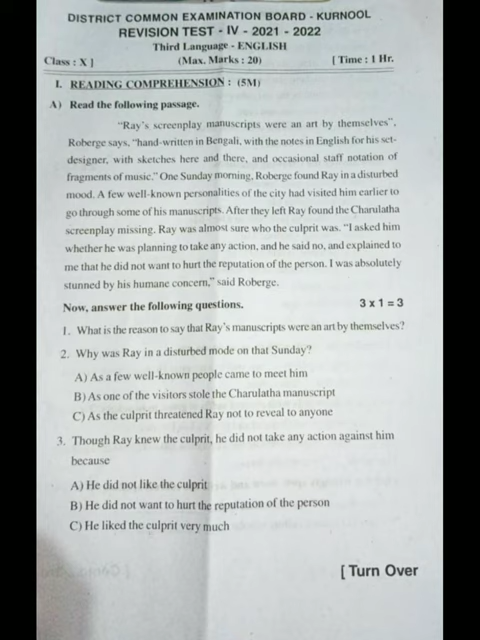 DISTRICT COMMON EXAMINATION BOARD - KURNOOL
REVISION TEST - IV - 2021 - 2022
Third Language - ENGLISH
Class : X ] (Max. Marks : 20) [ Time : 1 Hr.
I. READING COMPREHENSION : (5M)
A) Read the following passage.
"Ray's screenplay manuscripts were an art by themselves",
Roberge says, "hand-written in Bengali, with the notes in English for his set-
designer, with sketches here and there, and occasional staff notation of
fragments of music." One Sunday morning, Roberge found Ray in a disturbed
mood. A few well-known personalities of the city had visited him earlier to
go through some of his manuscripts. After they left Ray found the Charulatha
screenplay missing. Ray was almost sure who the culprit was. "I asked him
whether he was planning to take any action, and he said no, and explained to
me that he did not want to hurt the reputation of the person. I was absolutely
stunned by his humane concern," said Roberge.
Now, answer the following questions. 3 x 1 = 3
1. What is the reason to say that Ray's manuscripts were an art by themselves?
2. Why was Ray in a disturbed mode on that Sunday?
A) As a few well-known people came to meet him
B) As one of the visitors stole the Charulatha manuscript
C) As the culprit threatened Ray not to reveal to anyone
3. Though Ray knew the culprit, he did not take any action against him
because
A) He did not like the culprit
B) He did not want to hurt the reputation of the person
C) He liked the culprit very much
[ Turn Over